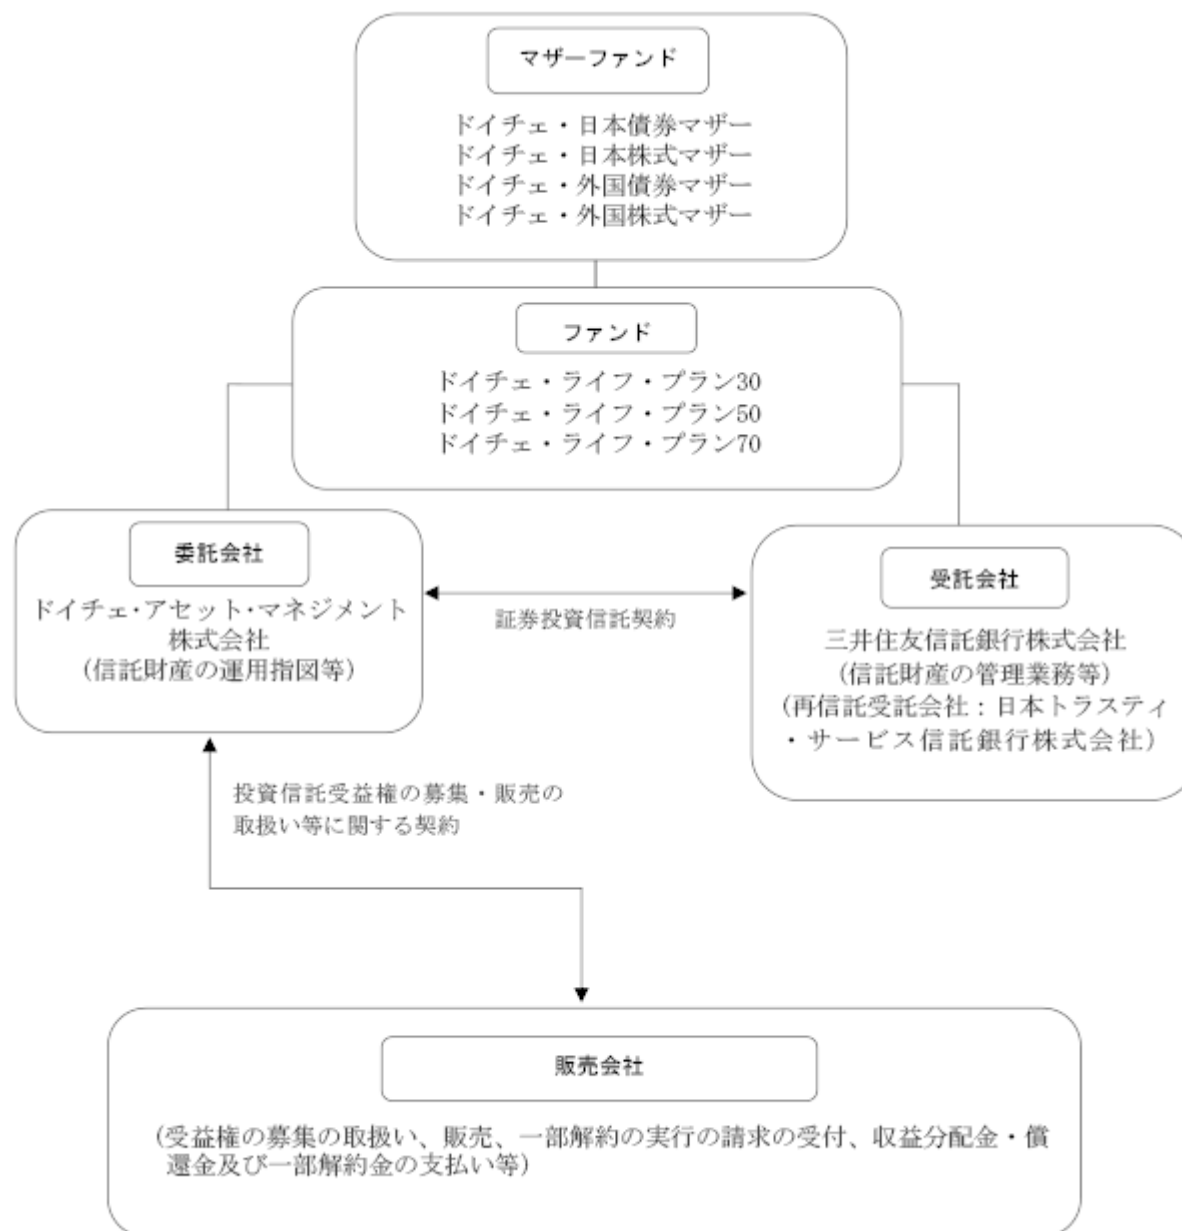 マザーファンド
ドイチェ・日本債券マザー
ドイチェ・日本株式マザー
ドイチェ・外国債券マザー
ドイチェ・外国株式マザー
ファンド
ドイチェ・ライフ・プラン30
ドイチェ・ライフ・プラン50
ドイチェ・ライフ・プラン70
委託会社
ドイチェ・アセット・マネジメント
株式会社
(信託財産の運用指図等)
証券投資信託契約
受託会社
三井住友信託銀行株式会社
(信託財産の管理業務等)
(再信託受託会社：日本トラスティ
・サービス信託銀行株式会社)
投資信託受益権の募集・販売の
取扱い等に関する契約
販売会社
(受益権の募集の取扱い、販売、一部解約の実行の請求の受付、収益分配金・償
還金及び一部解約金の支払い等)